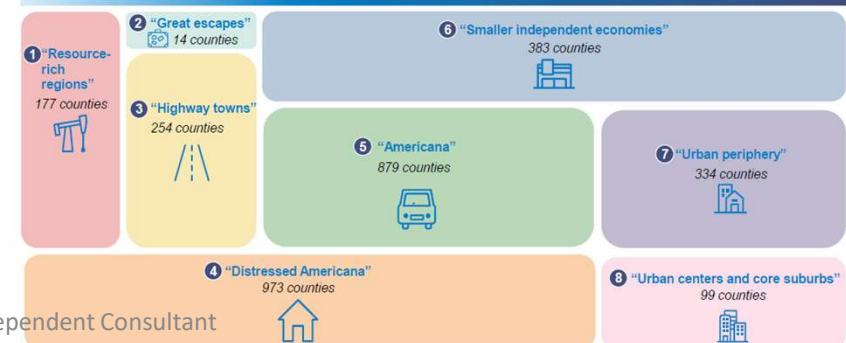 1 "Resource-
rich
regions"
177 counties
2 "Great escapes"
14 counties
3 "Highway towns"
254 counties
6 "Smaller independent economies"
383 counties
5 "Americana"
879 counties
7 "Urban periphery"
334 counties
4 "Distressed Americana"
973 counties
8 "Urban centers and core suburbs"
99 counties
ependent Consultant